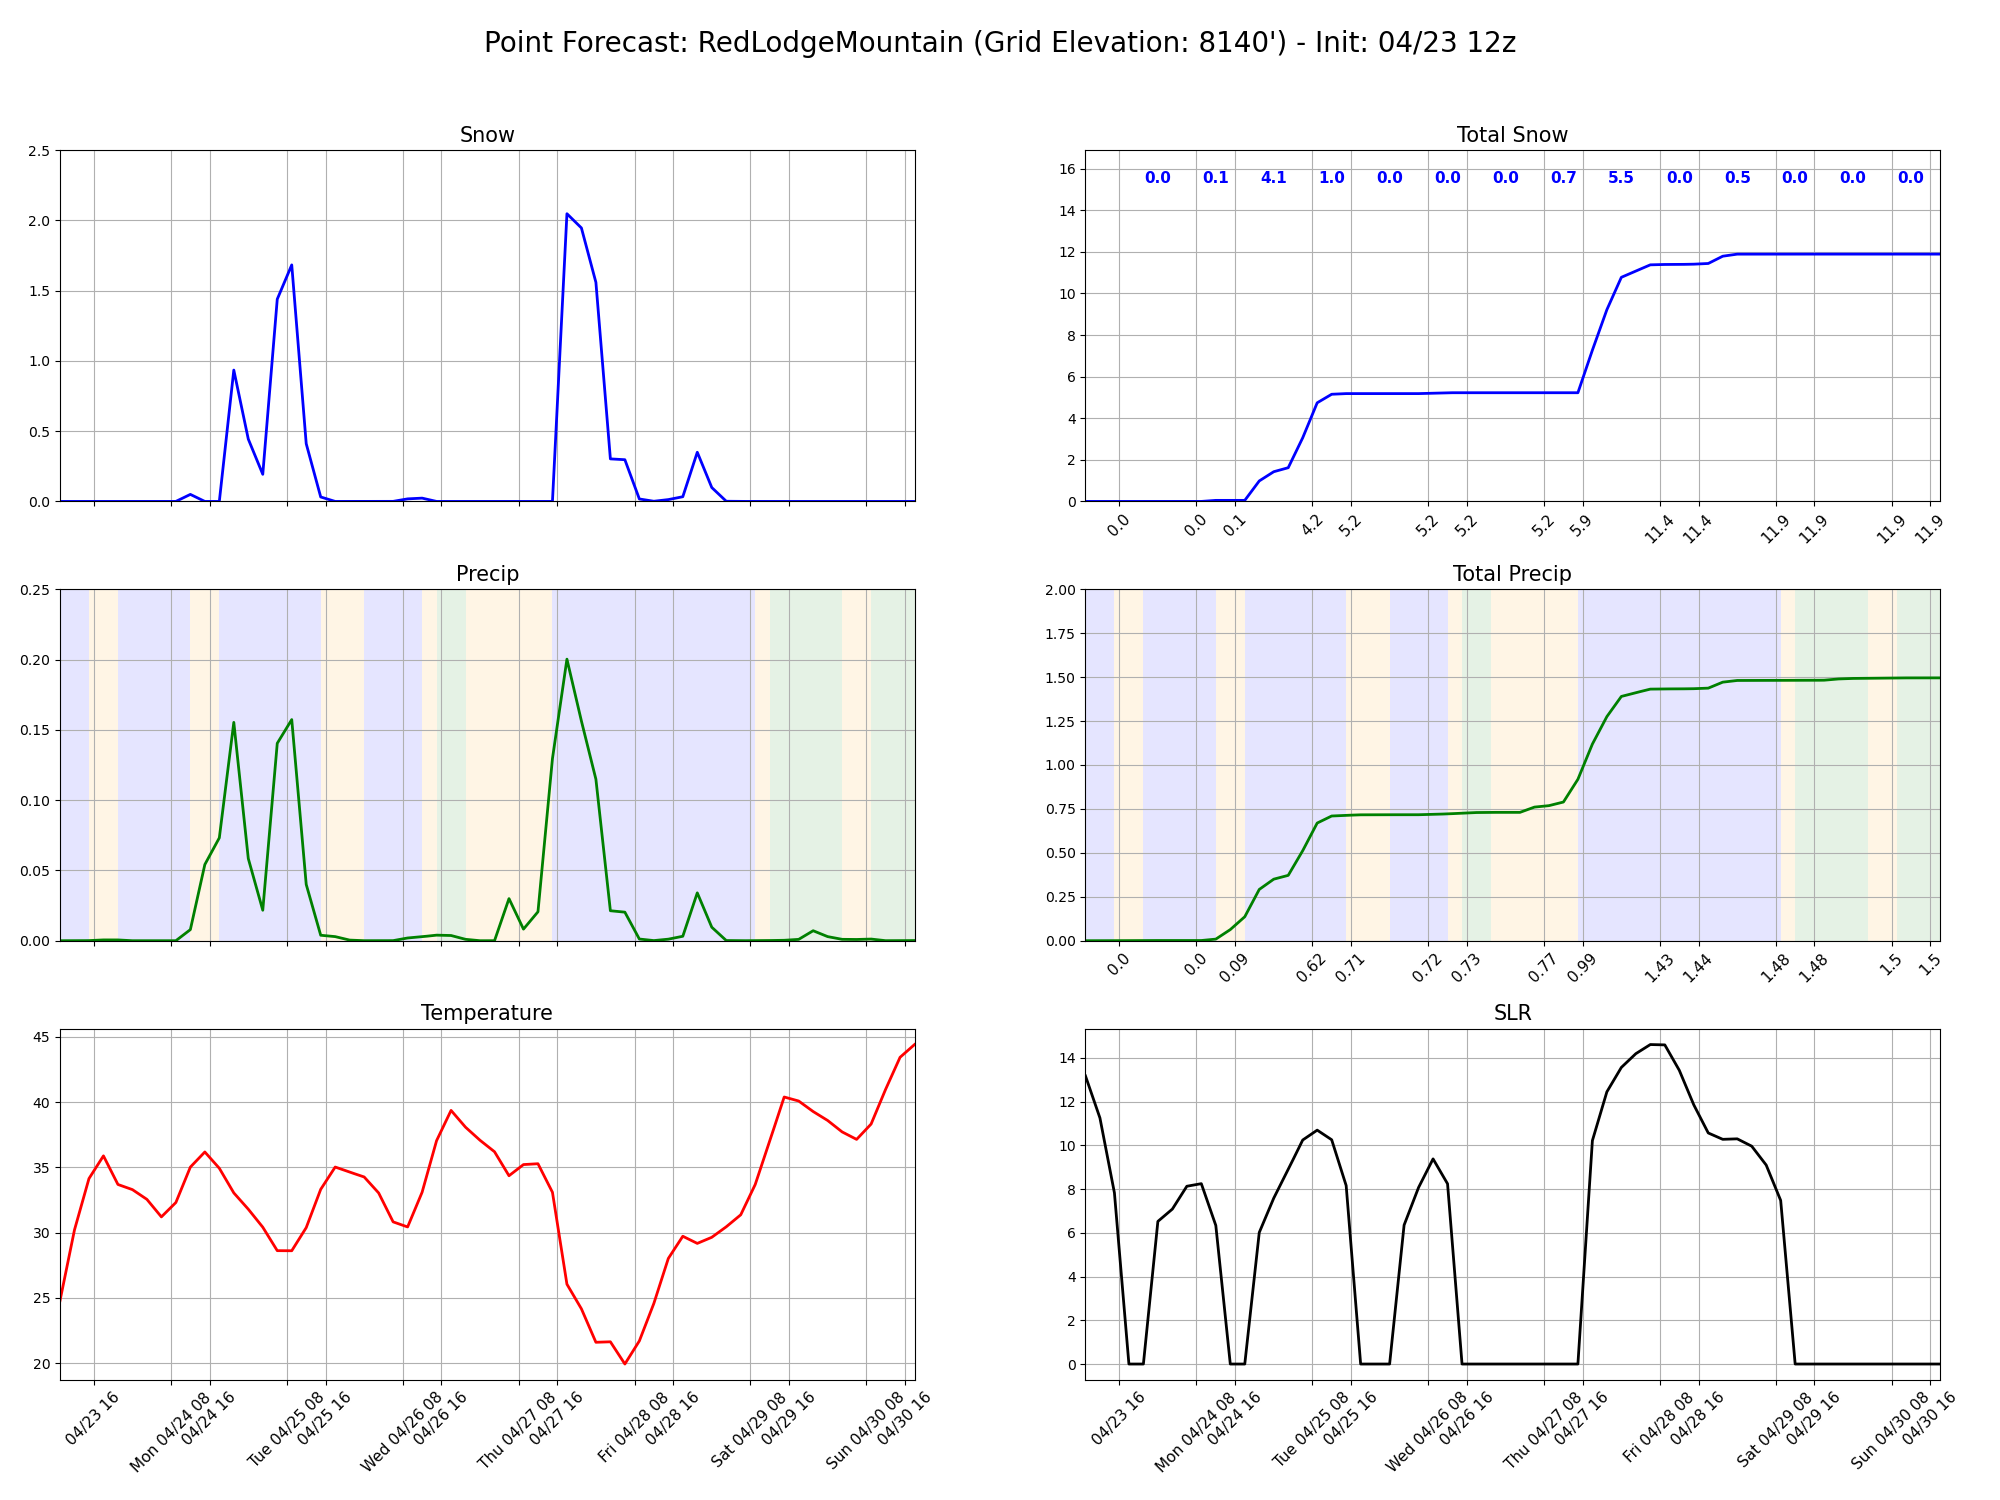 Point Forecast: RedLodgeMountain (Grid Elevation: 8140') - Init: 04/23 12z
Snow
2.5
2.0
1.5
1.0
0.5
0.0
Total Snow
16
14
12
10
8
6
4
2
0
0.0 0.1 4.1 1.0 0.0 0.0 0.0 0.7 5.5 0.0 0.5 0.0 0.0 0.0
0.0 0.0 0.1 4.2 5.2 5.2 5.2 5.2 5.9 11.4 11.4 11.9 11.9 11.9 11.9
Precip
0.25
0.20
0.15
0.10
0.05
0.00
Total Precip
2.00
1.75
1.50
1.25
1.00
0.75
0.50
0.25
0.00
0.0 0.0 0.09 0.62 0.71 0.72 0.73 0.77 0.99 1.43 1.44 1.48 1.48 1.5 1.5
Temperature
45
40
35
30
25
20
04/23 16
Mon 04/24 08
04/24 16
Tue 04/25 08
04/25 16
Wed 04/26 08
04/26 16
Thu 04/27 08
04/27 16
Fri 04/28 08
04/28 16
Sat 04/29 08
04/29 16
Sun 04/30 08
04/30 16
SLR
14
12
10
8
6
4
2
0
04/23 16
Mon 04/24 08
04/24 16
Tue 04/25 08
04/25 16
Wed 04/26 08
04/26 16
Thu 04/27 08
04/27 16
Fri 04/28 08
04/28 16
Sat 04/29 08
04/29 16
Sun 04/30 08
04/30 16